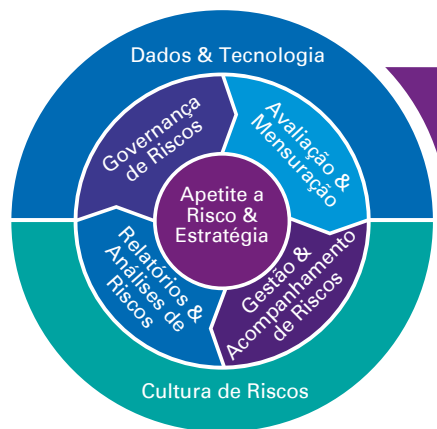 Dados & Tecnologia
Governança
de Riscos
Avaliação &
Mensuração
Apetite a
Risco &
Estratégia
Relatórios &
Análises de
Riscos
Gestão &
Acompanhamento
de Riscos
Cultura de Riscos